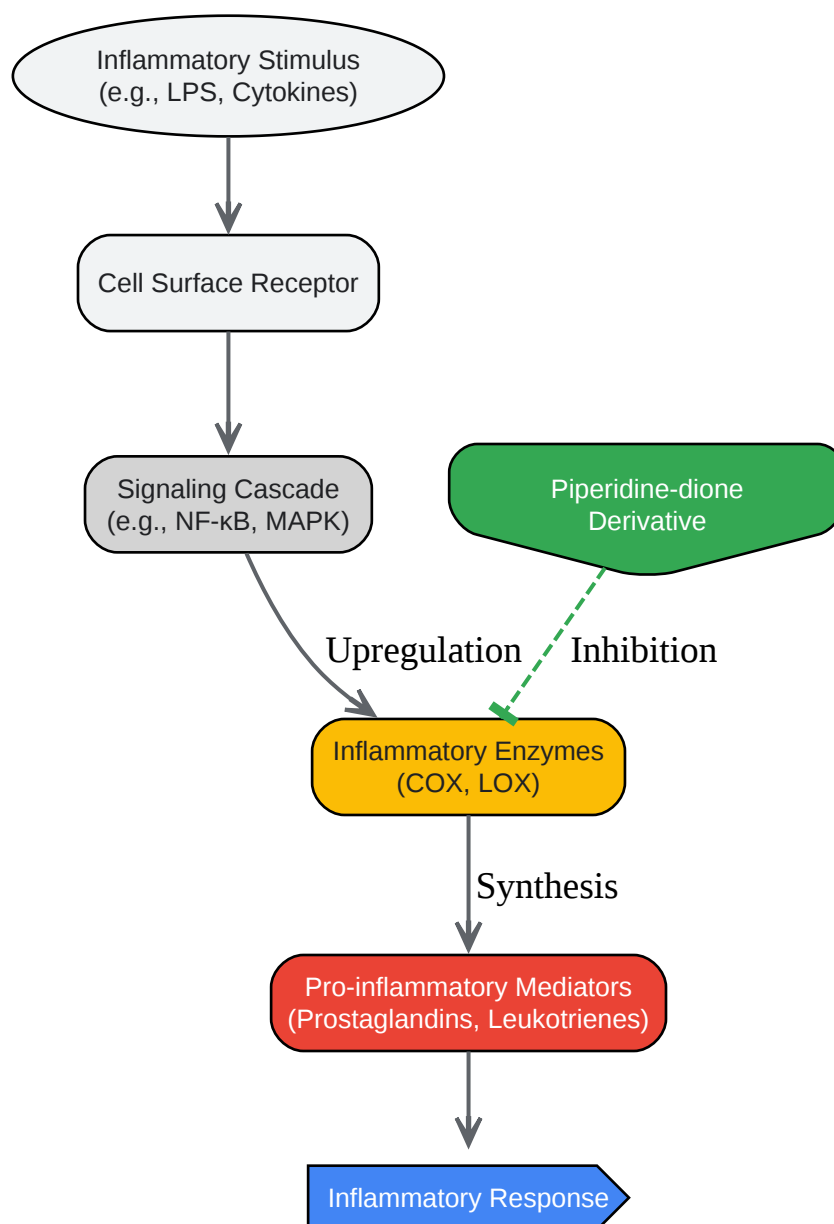 Inflammatory Stimulus
(e.g., LPS, Cytokines)
Cell Surface Receptor
Signaling Cascade
(e.g., NF-κB, MAPK)
Piperidine-dione
Derivative
Upregulation
Inhibition
Inflammatory Enzymes
(COX, LOX)
Synthesis
Pro-inflammatory Mediators
(Prostaglandins, Leukotrienes)
Inflammatory Response